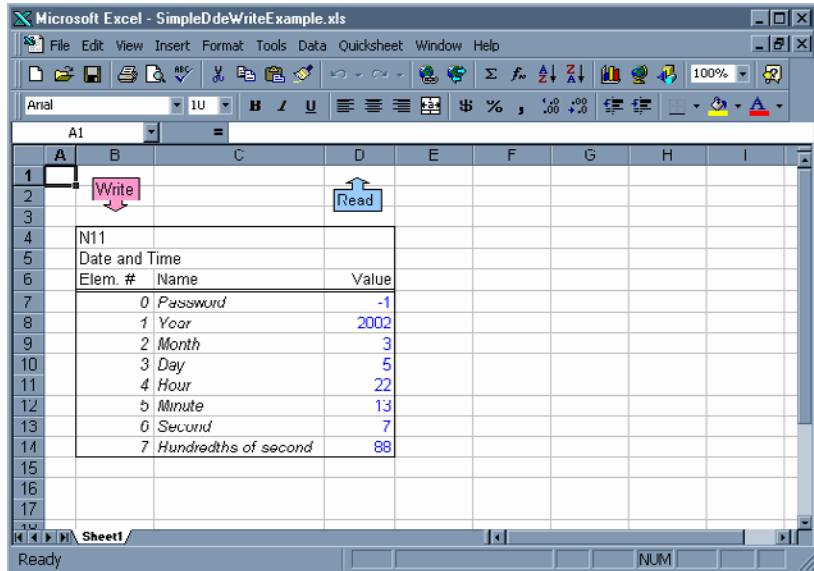 Microsoft Excel - SimpleDdeWriteExample.xls
File Edit View Insert Format Tools Data Quicksheet Window Help
100%
Arial 10 B I U $ % ,
A1 =
A B C D E F G H I
1
2 Write Read
3
4 N11
5 Date and Time
6 Elem. # Name Value
7 0 Password -1
8 1 Year 2002
9 2 Month 3
10 3 Day 5
11 4 Hour 22
12 5 Minute 13
13 6 Second 7
14 7 Hundredths of second 88
15
16
17
18
Sheet1
Ready NUM